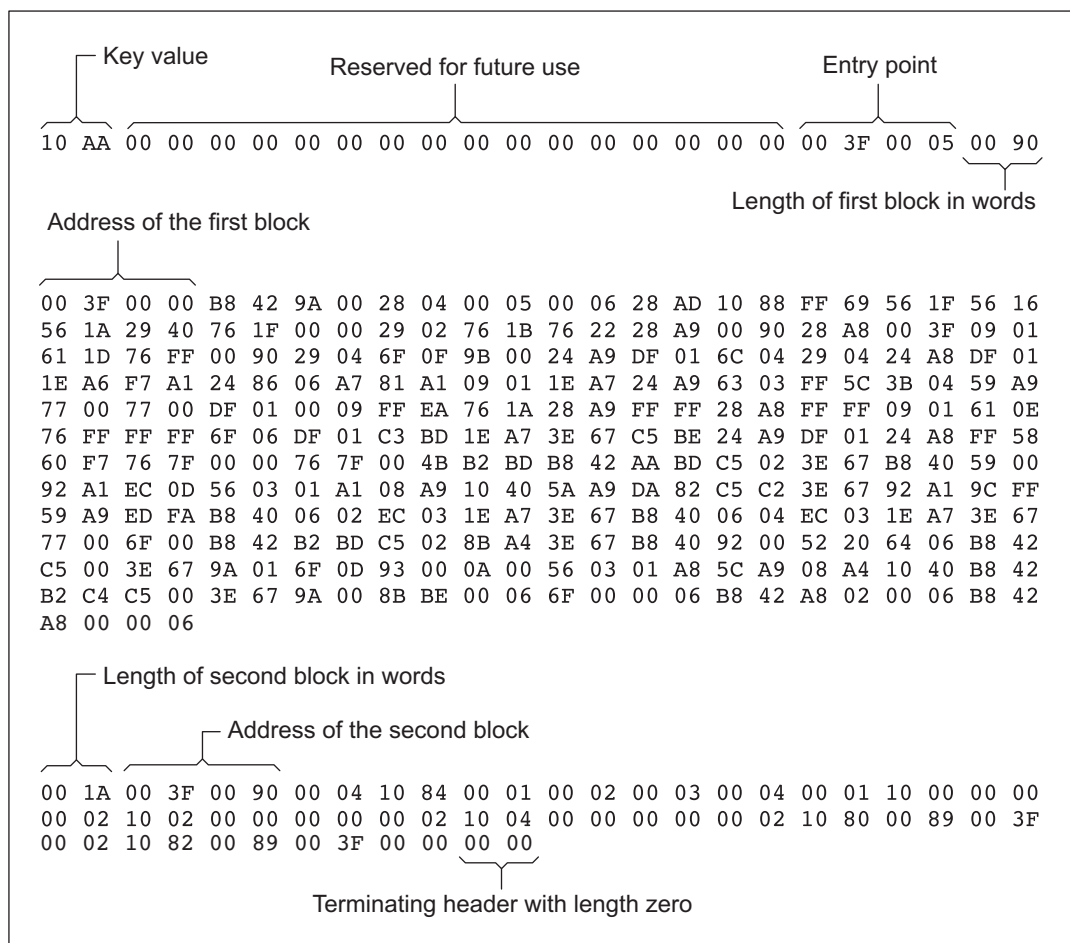 Key value
Reserved for future use
Entry point
10 AA 00 00 00 00 00 00 00 00 00 00 00 00 00 00 00 00 00 3F 00 05 00 90
Length of first block in words
Address of the first block
00 3F 00 00 B8 42 9A 00 28 04 00 05 00 06 28 AD 10 88 FF 69 56 1F 56 16
56 1A 29 40 76 1F 00 00 29 02 76 1B 76 22 28 A9 00 90 28 A8 00 3F 09 01
61 1D 76 FF 00 90 29 04 6F 0F 9B 00 24 A9 DF 01 6C 04 29 04 24 A8 DF 01
1E A6 F7 A1 24 86 06 A7 81 A1 09 01 1E A7 24 A9 63 03 FF 5C 3B 04 59 A9
77 00 77 00 DF 01 00 09 FF EA 76 1A 28 A9 FF FF 28 A8 FF FF 09 01 61 0E
76 FF FF FF 6F 06 DF 01 C3 BD 1E A7 3E 67 C5 BE 24 A9 DF 01 24 A8 FF 58
60 F7 76 7F 00 00 76 7F 00 4B B2 BD B8 42 AA BD C5 02 3E 67 B8 40 59 00
92 A1 EC 0D 56 03 01 A1 08 A9 10 40 5A A9 DA 82 C5 C2 3E 67 92 A1 9C FF
59 A9 ED FA B8 40 06 02 EC 03 1E A7 3E 67 B8 40 06 04 EC 03 1E A7 3E 67
77 00 6F 00 B8 42 B2 BD C5 02 8B A4 3E 67 B8 40 92 00 52 20 64 06 B8 42
C5 00 3E 67 9A 01 6F 0D 93 00 0A 00 56 03 01 A8 5C A9 08 A4 10 40 B8 42
B2 C4 C5 00 3E 67 9A 00 8B BE 00 06 6F 00 00 06 B8 42 A8 02 00 06 B8 42
A8 00 00 06
Length of second block in words
Address of the second block
00 1A 00 3F 00 90 00 04 10 84 00 01 00 02 00 03 00 04 00 01 10 00 00 00
00 02 10 02 00 00 00 00 00 02 10 04 00 00 00 00 00 02 10 80 00 89 00 3F
00 02 10 82 00 89 00 3F 00 00 00 00
Terminating header with length zero